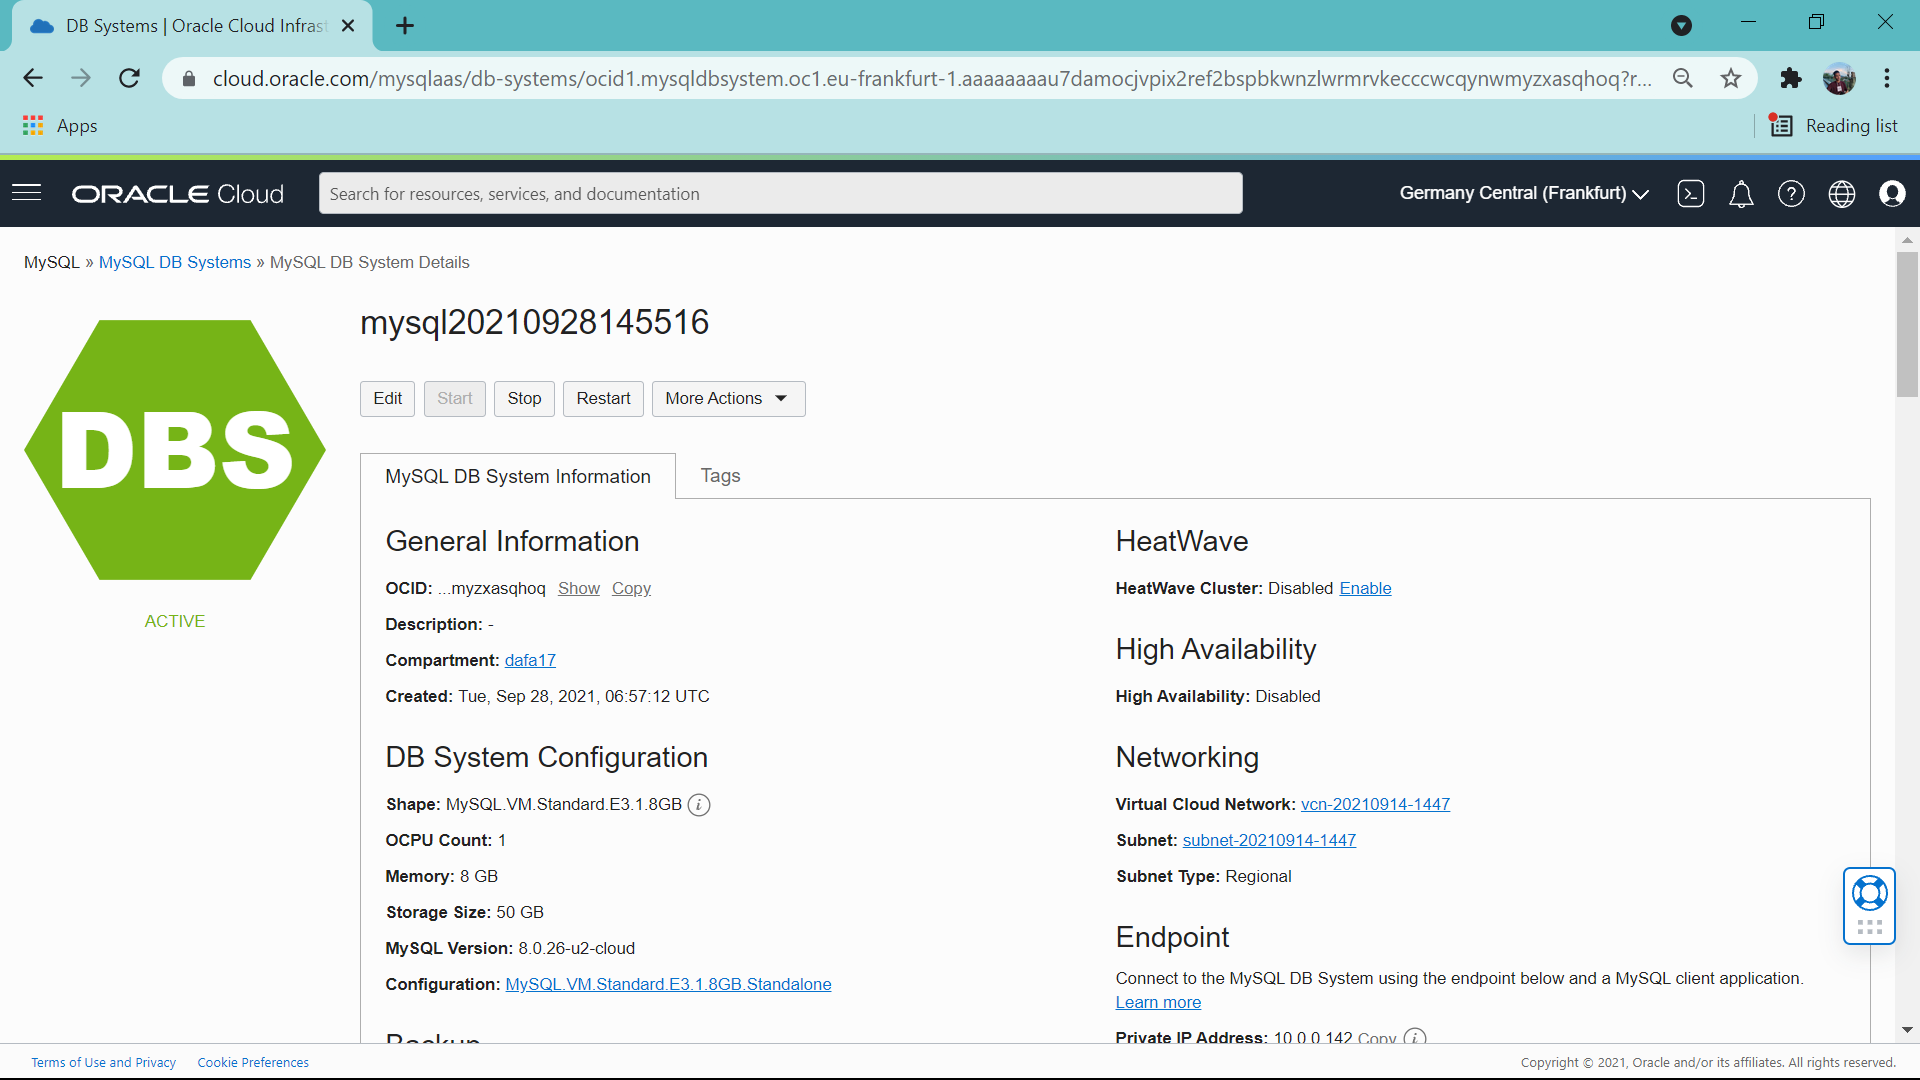 DB Systems | Oracle Cloud Infrast
cloud.oracle.com/mysqlaas/db-systems/ocid1.mysqldbsystem.oc1.eu-frankfurt-1.aaaaaaaau7damocjvpix2ref2bspbkwnzlwrmrvkecccwcqynwmyzxasqhoq?r...
Apps
Reading list
ORACLE Cloud
Search for resources, services, and documentation
Germany Central (Frankfurt)
MySQL » MySQL DB Systems » MySQL DB System Details
DBS
ACTIVE
mysql20210928145516
Edit Start Stop Restart More Actions
MySQL DB System Information Tags
General Information
OCID: ...myzxasqhoq Show Copy
Description: -
Compartment: dafa17
Created: Tue, Sep 28, 2021, 06:57:12 UTC
DB System Configuration
Shape: MySQL.VM.Standard.E3.1.8GB
OCPU Count: 1
Memory: 8 GB
Storage Size: 50 GB
MySQL Version: 8.0.26-u2-cloud
Configuration: MySQL.VM.Standard.E3.1.8GB.Standalone
Backup
HeatWave
HeatWave Cluster: Disabled Enable
High Availability
High Availability: Disabled
Networking
Virtual Cloud Network: vcn-20210914-1447
Subnet: subnet-20210914-1447
Subnet Type: Regional
Endpoint
Connect to the MySQL DB System using the endpoint below and a MySQL client application.
Learn more
Private IP Address: 10.0.0.142 Copy
Terms of Use and Privacy Cookie Preferences
Copyright © 2021, Oracle and/or its affiliates. All rights reserved.